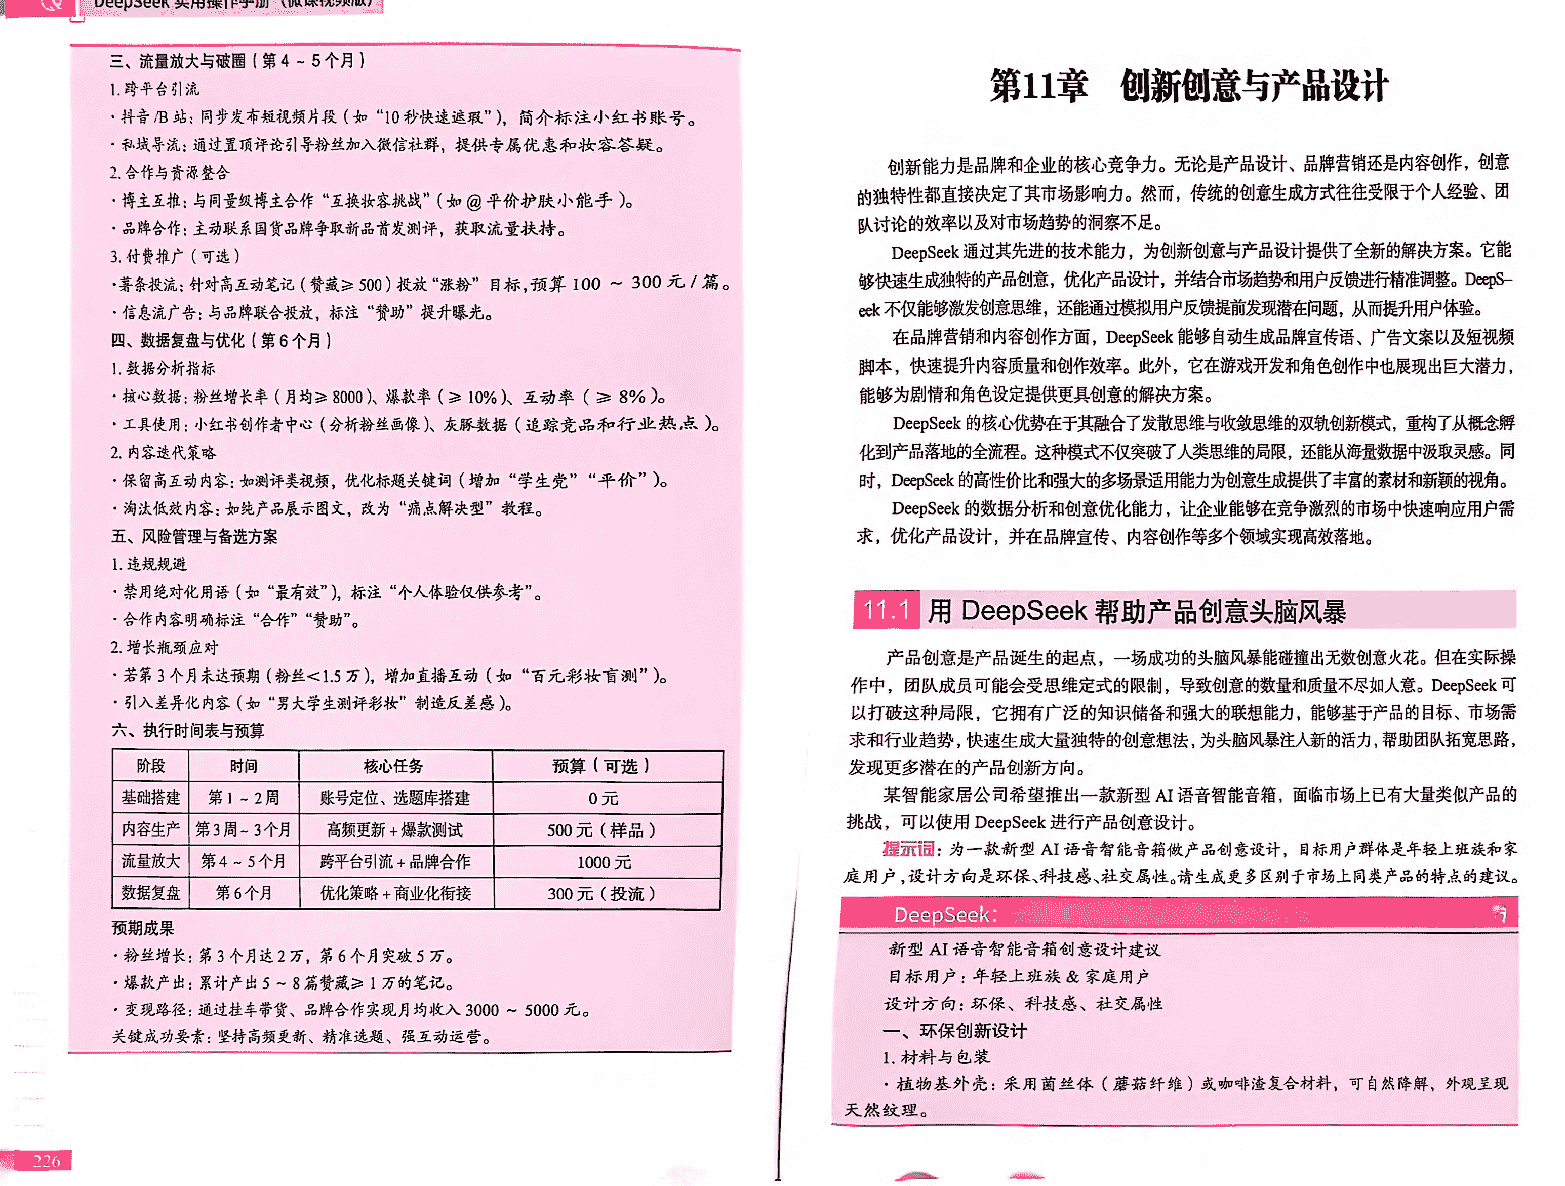 DeepSeek 实用操作手册（微课视频版）
三、流量放大与破圈（第 4 ~ 5 个月）
1. 跨平台引流
· 抖音 /B 站：同步发布短视频片段（如“10 秒快速遮瑕”），简介标注小红书账号。
· 私域导流：通过置顶评论引导粉丝加入微信社群，提供专属优惠和妆容答疑。
2. 合作与资源整合
· 博主互推：与同量级博主合作“互换妆容挑战”（如 @ 平价护肤小能手）。
· 品牌合作：主动联系国货品牌争取新品首发测评，获取流量扶持。
3. 付费推广（可选）
· 薯条投流：针对高互动笔记（赞藏≥ 500）投放“涨粉”目标，预算 100 ~ 300 元 / 篇。
· 信息流广告：与品牌联合投放，标注“赞助”提升曝光。
四、数据复盘与优化（第 6 个月）
1. 数据分析指标
· 核心数据：粉丝增长率（月均≥ 8000）、爆款率（≥ 10%）、互动率（≥ 8%）。
· 工具使用：小红书创作者中心（分析粉丝画像）、灰豚数据（追踪竞品和行业热点）。
2. 内容迭代策略
· 保留高互动内容：如测评类视频，优化标题关键词（增加“学生党”“平价”）。
· 淘汰低效内容：如纯产品展示图文，改为“痛点解决型”教程。
五、风险管理与备选方案
1. 违规规避
· 禁用绝对化用语（如“最有效”），标注“个人体验仅供参考”。
· 合作内容明确标注“合作”“赞助”。
2. 增长瓶颈应对
· 若第 3 个月未达预期（粉丝＜1.5 万），增加直播互动（如“百元彩妆盲测”）。
· 引入差异化内容（如“男大学生测评彩妆”制造反差感）。
六、执行时间表与预算
阶段 时间 核心任务 预算（可选）
基础搭建 第 1 ~ 2 周 账号定位、选题库搭建 0 元
内容生产 第 3 周 ~ 3 个月 高频更新 + 爆款测试 500 元（样品）
流量放大 第 4 ~ 5 个月 跨平台引流 + 品牌合作 1000 元
数据复盘 第 6 个月 优化策略 + 商业化衔接 300 元（投流）
预期成果
· 粉丝增长：第 3 个月达 2 万，第 6 个月突破 5 万。
· 爆款产出：累计产出 5 ~ 8 篇赞藏≥ 1 万的笔记。
· 变现路径：通过挂车带货、品牌合作实现月均收入 3000 ~ 5000 元。
关键成功要素：坚持高频更新、精准选题、强互动运营。
226
第11章 创新创意与产品设计
创新能力是品牌和企业的核心竞争力。无论是产品设计、品牌营销还是内容创作，创意
的独特性都直接决定了其市场影响力。然而，传统的创意生成方式往往受限于个人经验、团
队讨论的效率以及对市场趋势的洞察不足。
DeepSeek 通过其先进的技术能力，为创新创意与产品设计提供了全新的解决方案。它能
够快速生成独特的产品创意，优化产品设计，并结合市场趋势和用户反馈进行精准调整。DeepS-
eek 不仅能够激发创意思维，还能通过模拟用户反馈提前发现潜在问题，从而提升用户体验。
在品牌营销和内容创作方面，DeepSeek 能够自动生成品牌宣传语、广告文案以及短视频
脚本，快速提升内容质量和创作效率。此外，它在游戏开发和角色创作中也展现出巨大潜力，
能够为剧情和角色设定提供更具创意的解决方案。
DeepSeek 的核心优势在于其融合了发散思维与收敛思维的双轨创新模式，重构了从概念孵
化到产品落地的全流程。这种模式不仅突破了人类思维的局限，还能从海量数据中汲取灵感。同
时，DeepSeek 的高性价比和强大的多场景适用能力为创意生成提供了丰富的素材和新颖的视角。
DeepSeek 的数据分析和创意优化能力，让企业能够在竞争激烈的市场中快速响应用户需
求，优化产品设计，并在品牌宣传、内容创作等多个领域实现高效落地。
11.1 用 DeepSeek 帮助产品创意头脑风暴
产品创意是产品诞生的起点，一场成功的头脑风暴能碰撞出无数创意火花。但在实际操
作中，团队成员可能会受思维定式的限制，导致创意的数量和质量不尽如人意。DeepSeek 可
以打破这种局限，它拥有广泛的知识储备和强大的联想能力，能够基于产品的目标、市场需
求和行业趋势，快速生成大量独特的创意想法，为头脑风暴注入新的活力，帮助团队拓宽思路，
发现更多潜在的产品创新方向。
某智能家居公司希望推出一款新型 AI 语音智能音箱，面临市场上已有大量类似产品的
挑战，可以使用 DeepSeek 进行产品创意设计。
提示词：为一款新型 AI 语音智能音箱做产品创意设计，目标用户群体是年轻上班族和家
庭用户，设计方向是环保、科技感、社交属性。请生成更多区别于市场上同类产品的特点的建议。
DeepSeek：
新型 AI 语音智能音箱创意设计建议
目标用户：年轻上班族 & 家庭用户
设计方向：环保、科技感、社交属性
一、环保创新设计
1. 材料与包装
· 植物基外壳：采用菌丝体（蘑菇纤维）或咖啡渣复合材料，可自然降解，外观呈现
天然纹理。